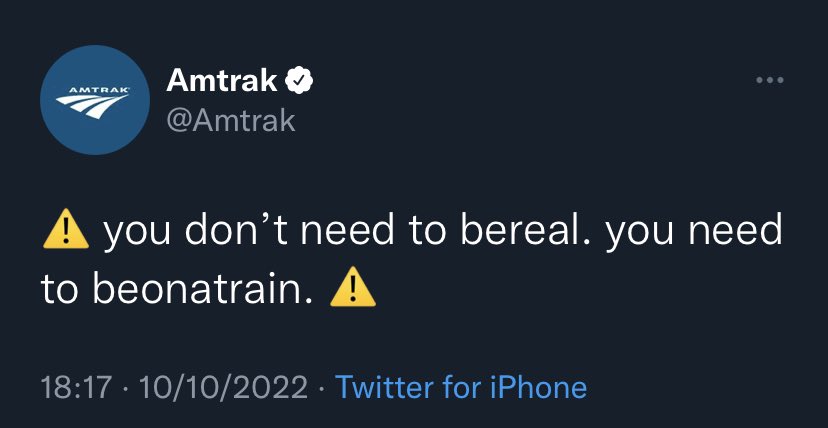 AMTRAK
Amtrak
@Amtrak
⚠️ you don’t need to bereal. you need
to beonatrain. ⚠️
18:17 · 10/10/2022 · Twitter for iPhone